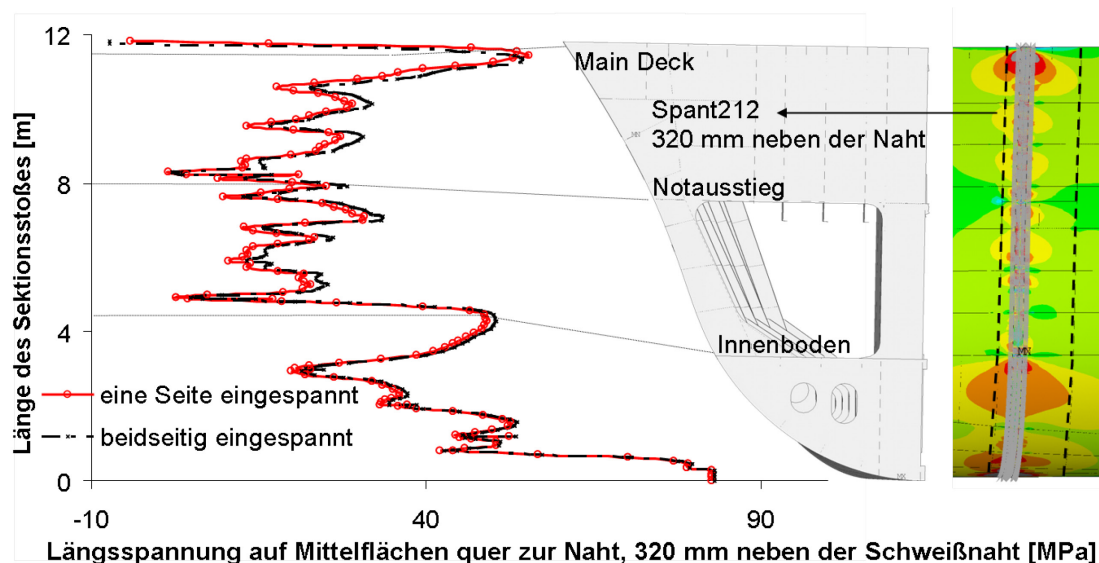 12
Main Deck
Spant212
320 mm neben der Naht
8
Notausstieg
4
Innenboden
MN
eine Seite eingespannt
beidseitig eingespannt
0
-10
40
90
Länge des Sektionsstoßes [m]
Längsspannung auf Mittelflächen quer zur Naht, 320 mm neben der Schweißnaht [MPa]